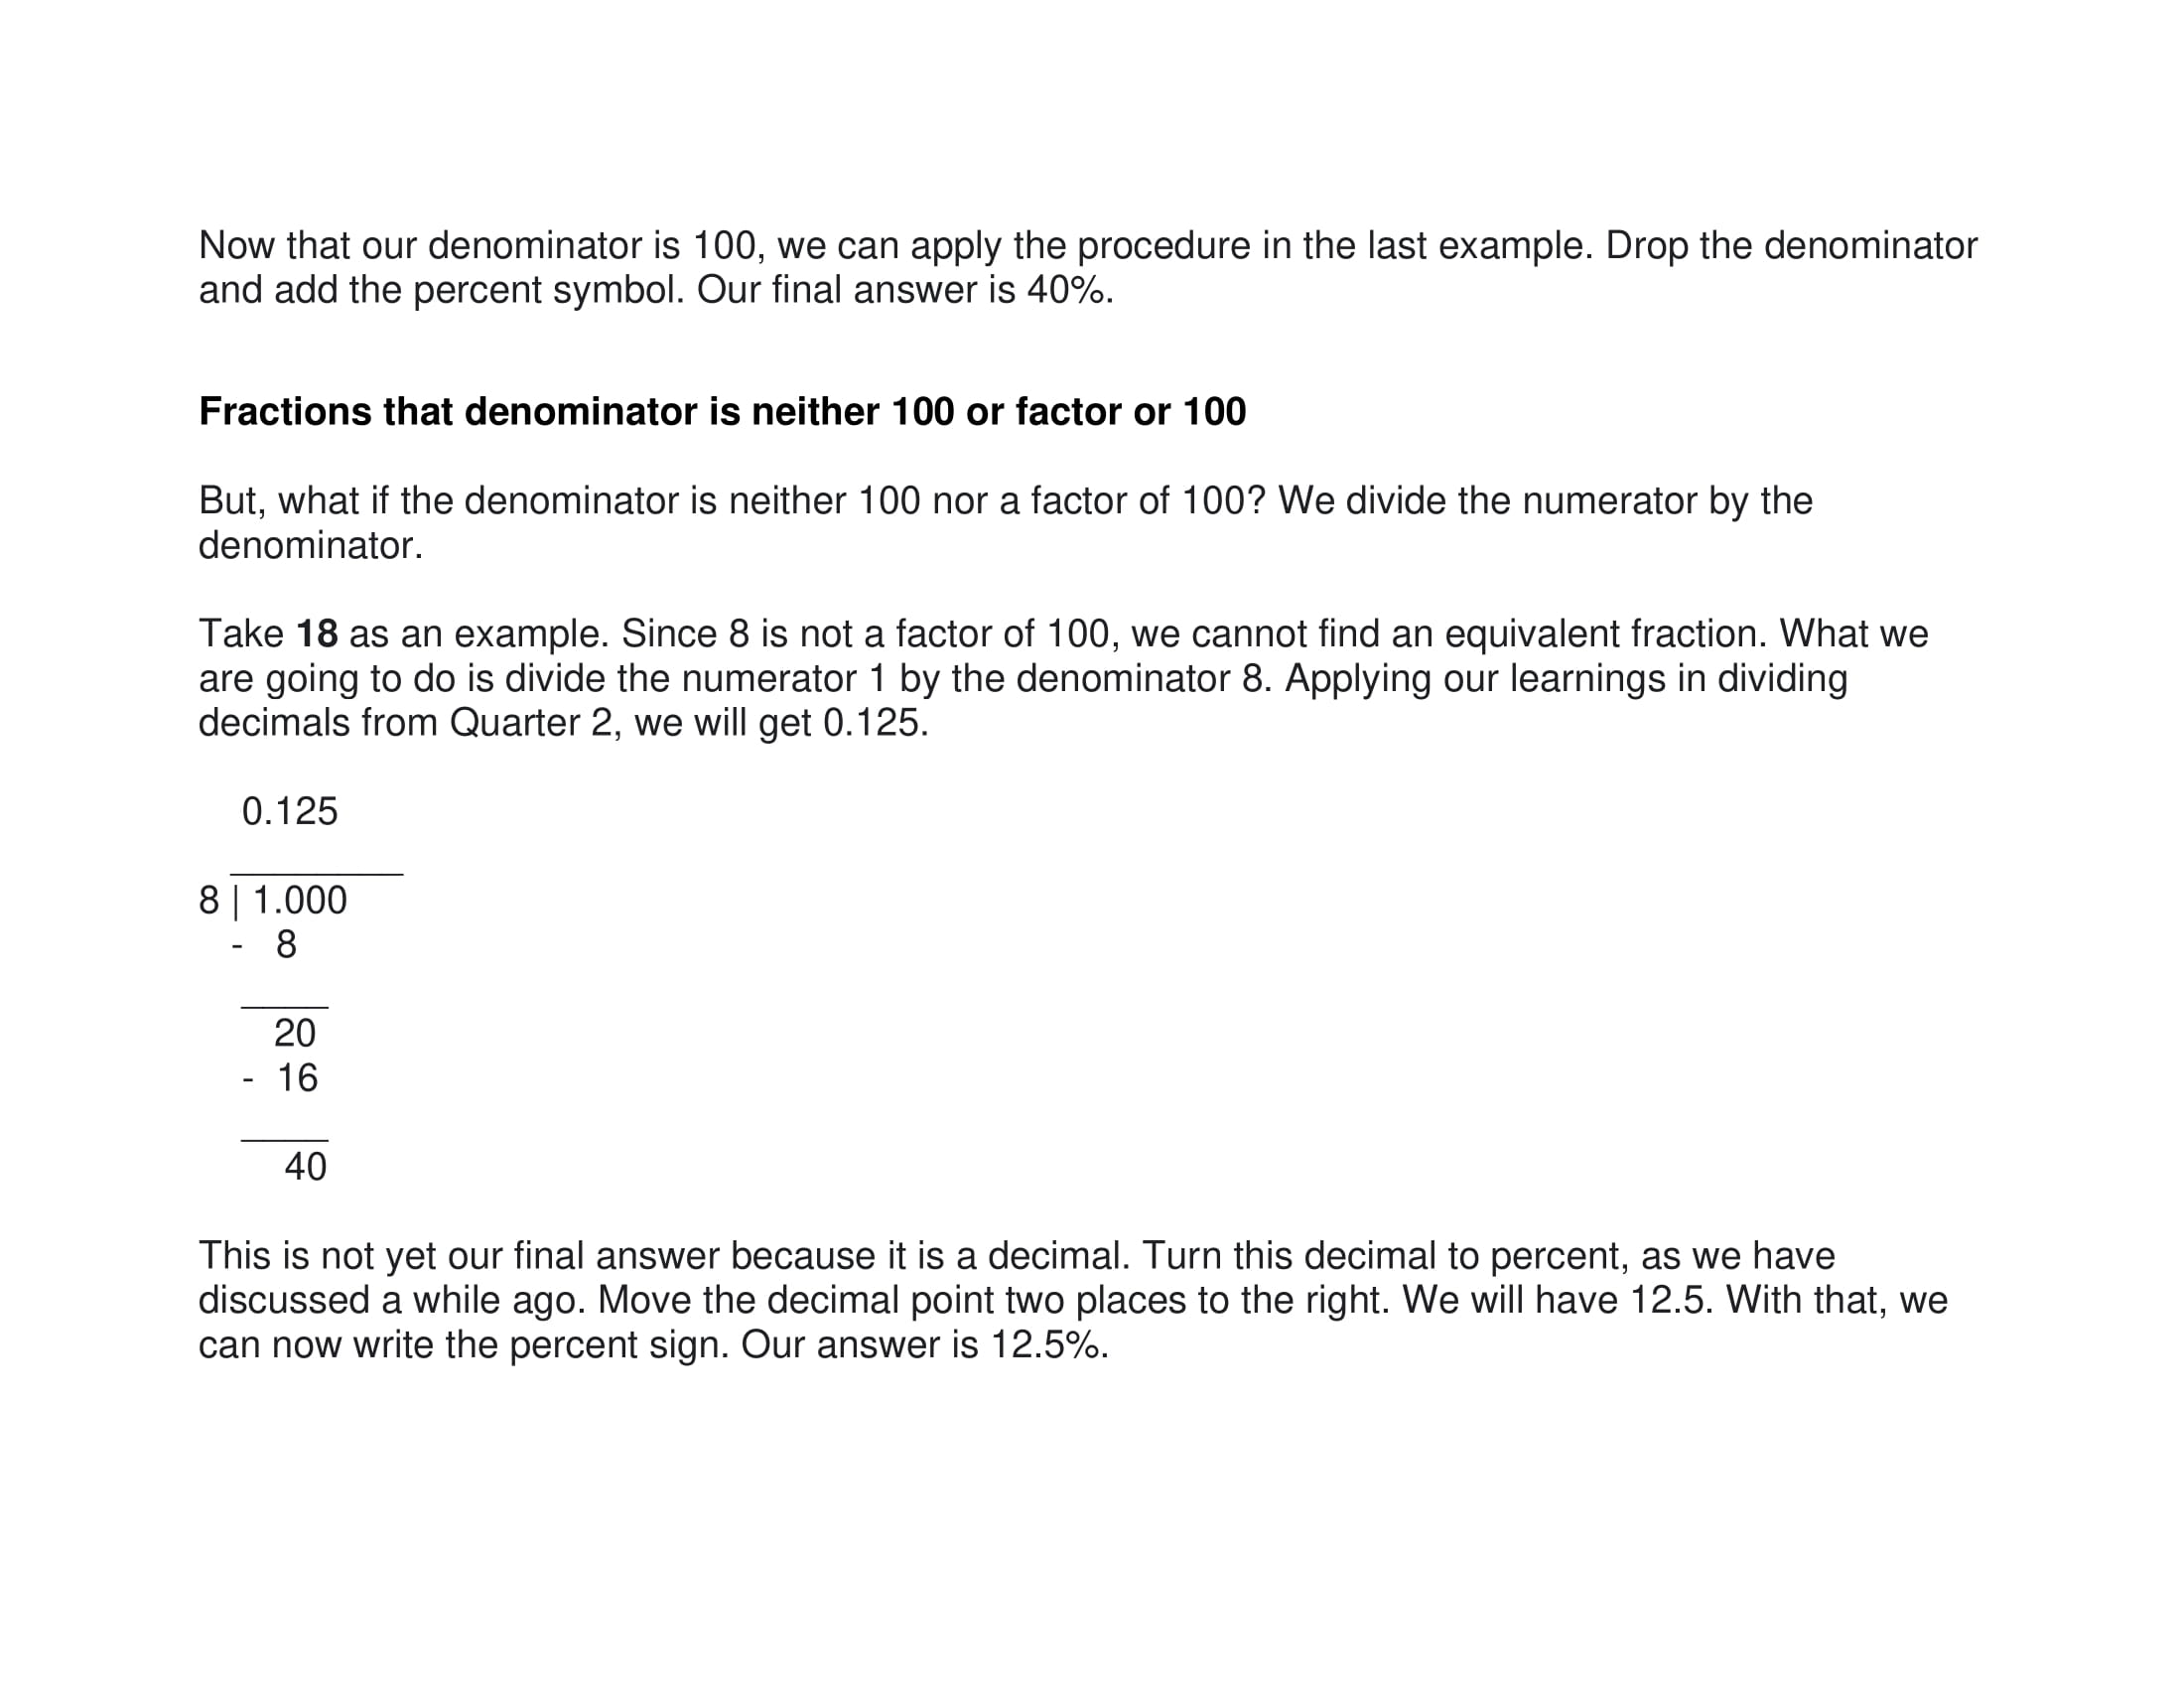 Now that our denominator is 100, we can apply the procedure in the last example. Drop the denominator
and add the percent symbol. Our final answer is 40%.
Fractions that denominator is neither 100 or factor or 100
But, what if the denominator is neither 100 nor a factor of 100? We divide the numerator by the
denominator.
Take 18 as an example. Since 8 is not a factor of 100, we cannot find an equivalent fraction. What we
are going to do is divide the numerator 1 by the denominator 8. Applying our learnings in dividing
decimals from Quarter 2, we will get 0.125.
0.125
________
8 | 1.000
- 8
____
20
- 16
____
40
This is not yet our final answer because it is a decimal. Turn this decimal to percent, as we have
discussed a while ago. Move the decimal point two places to the right. We will have 12.5. With that, we
can now write the percent sign. Our answer is 12.5%.